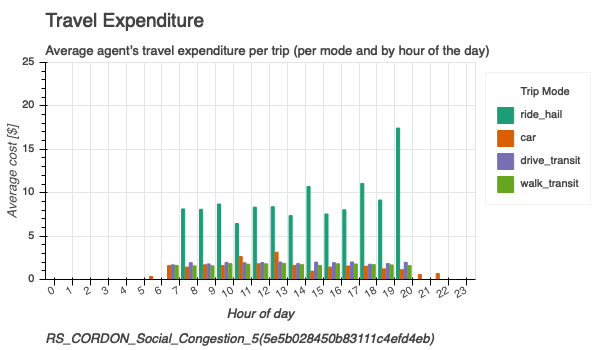 Travel Expenditure
Average agent's travel expenditure per trip (per mode and by hour of the day)
25
20
15
10
5
0
Average cost [$]
0 1 2 3 4 5 6 7 8 9 10 11 12 13 14 15 16 17 18 19 20 21 22 23
Hour of day
Trip Mode
ride_hail
car
drive_transit
walk_transit
RS_CORDON_Social_Congestion_5(5e5b028450b83111c4efd4eb)